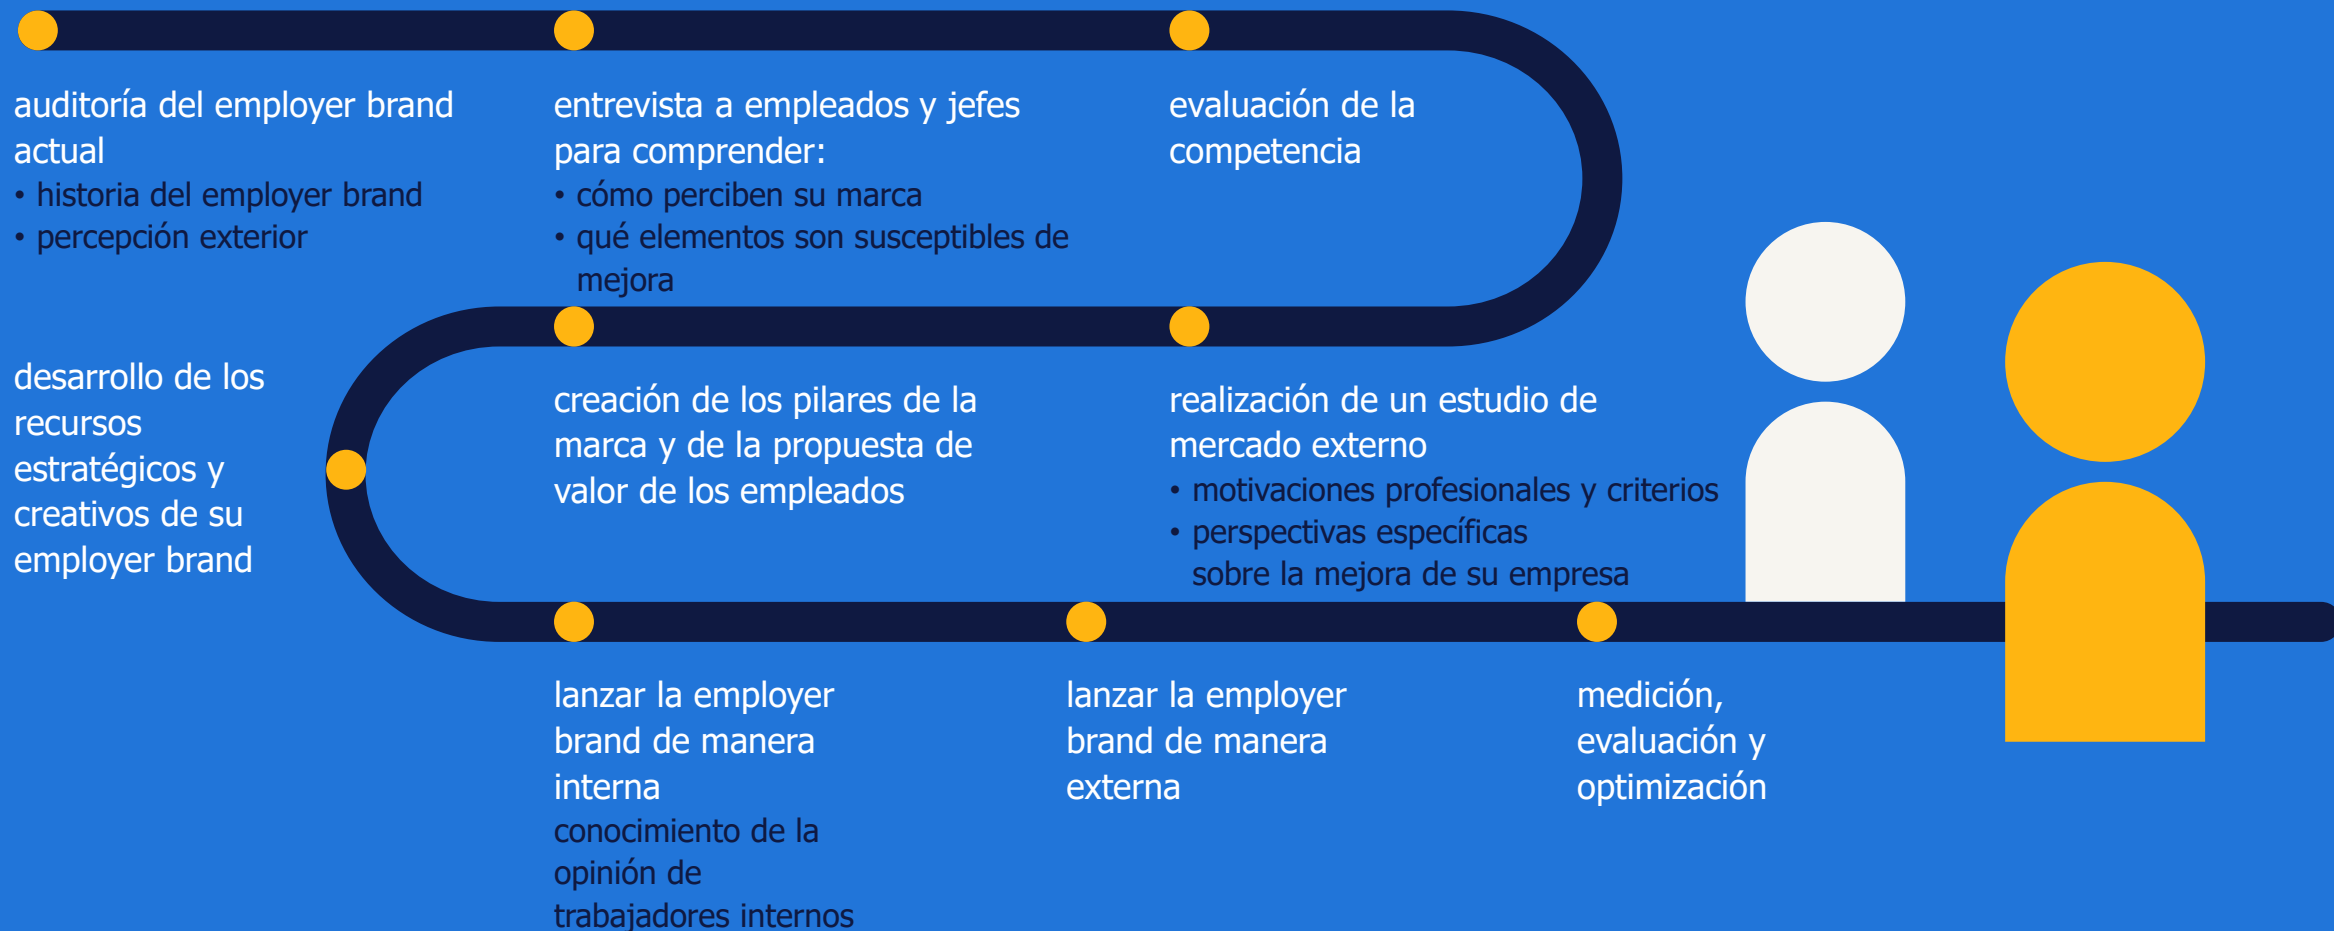 auditoría del employer brand
actual
• historia del employer brand
• percepción exterior
entrevista a empleados y jefes
para comprender:
• cómo perciben su marca
• qué elementos son susceptibles de
mejora
evaluación de la
competencia
realización de un estudio de
mercado externo
• motivaciones profesionales y criterios
• perspectivas específicas
sobre la mejora de su empresa
creación de los pilares de la
marca y de la propuesta de
valor de los empleados
desarrollo de los
recursos
estratégicos y
creativos de su
employer brand
lanzar la employer
brand de manera
interna
conocimiento de la
opinión de
trabajadores internos
lanzar la employer
brand de manera
externa
medición,
evaluación y
optimización